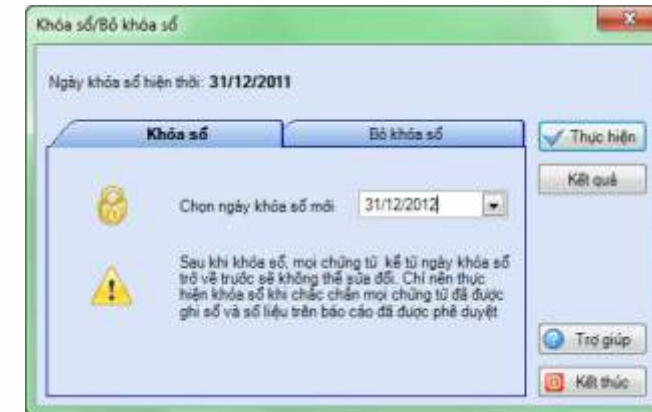 Khóa sổ/Bỏ khóa sổ
Ngày khóa sổ hiện thời: 31/12/2011
Khóa sổ
Bỏ khóa sổ
Thực hiện
Kết quả
Chọn ngày khóa sổ mới
31/12/2012
Sau khi khóa sổ, mọi chứng từ kể từ ngày khóa sổ
trở về trước sẽ không thể sửa đổi. Chỉ nên thực
hiện khóa sổ khi chắc chắn mọi chứng từ đã được
ghi sổ và số liệu trên báo cáo đã được phê duyệt
Trợ giúp
Kết thúc